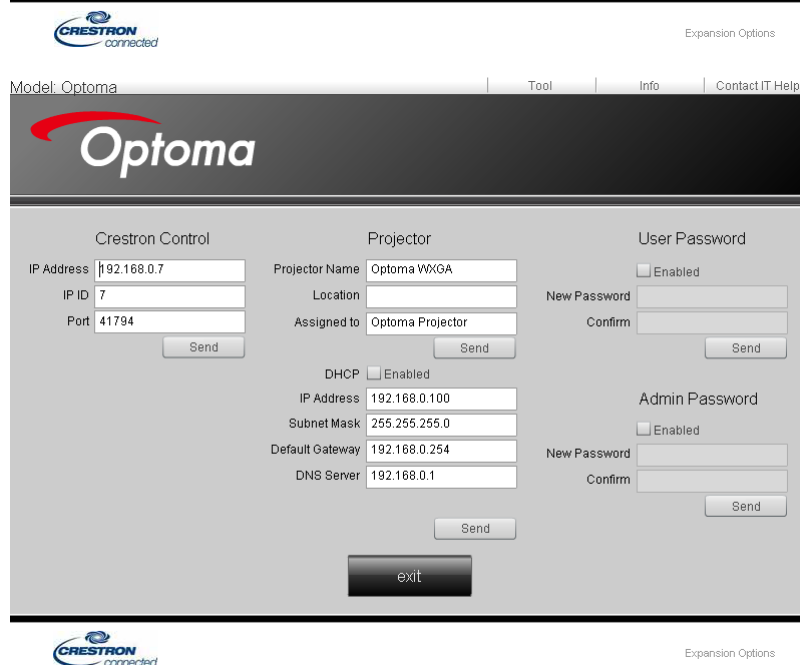 CRESTRON
connected
Expansion Options
Model: Optoma
Tool
Info
Contact IT Help
Optoma
Crestron Control
IP Address 192.168.0.7
IP ID 7
Port 41794
Send
Projector
Projector Name Optoma WXGA
Location
Assigned to Optoma Projector
Send
DHCP Enabled
IP Address 192.168.0.100
Subnet Mask 255.255.255.0
Default Gateway 192.168.0.254
DNS Server 192.168.0.1
Send
User Password
Enabled
New Password
Confirm
Send
Admin Password
Enabled
New Password
Confirm
Send
exit
CRESTRON
connected
Expansion Options